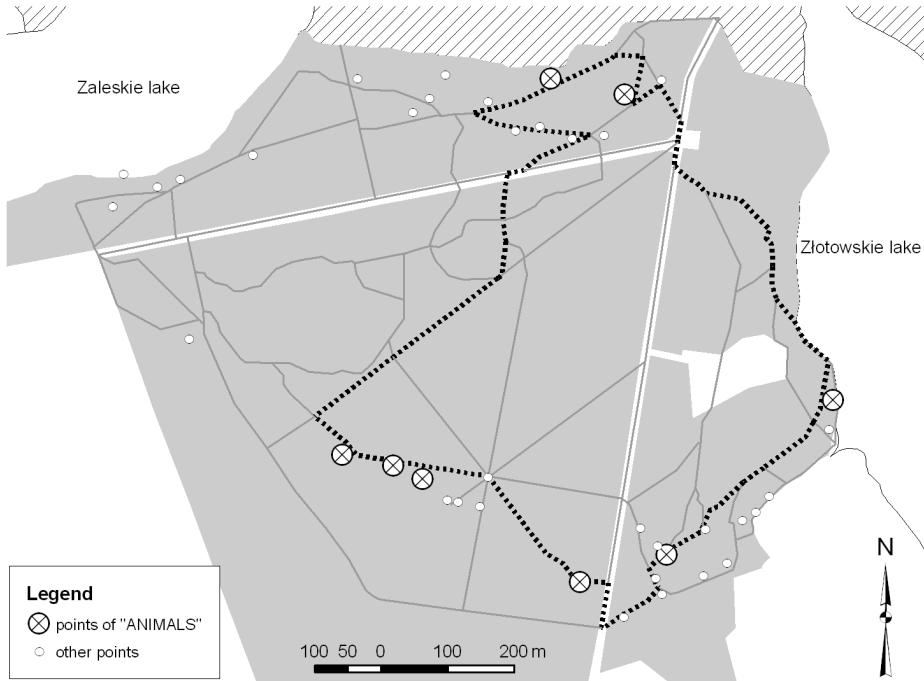 Zaleskie lake
Złotowskie lake
N
Legend
points of "ANIMALS"
other points
100 50 0 100 200 m